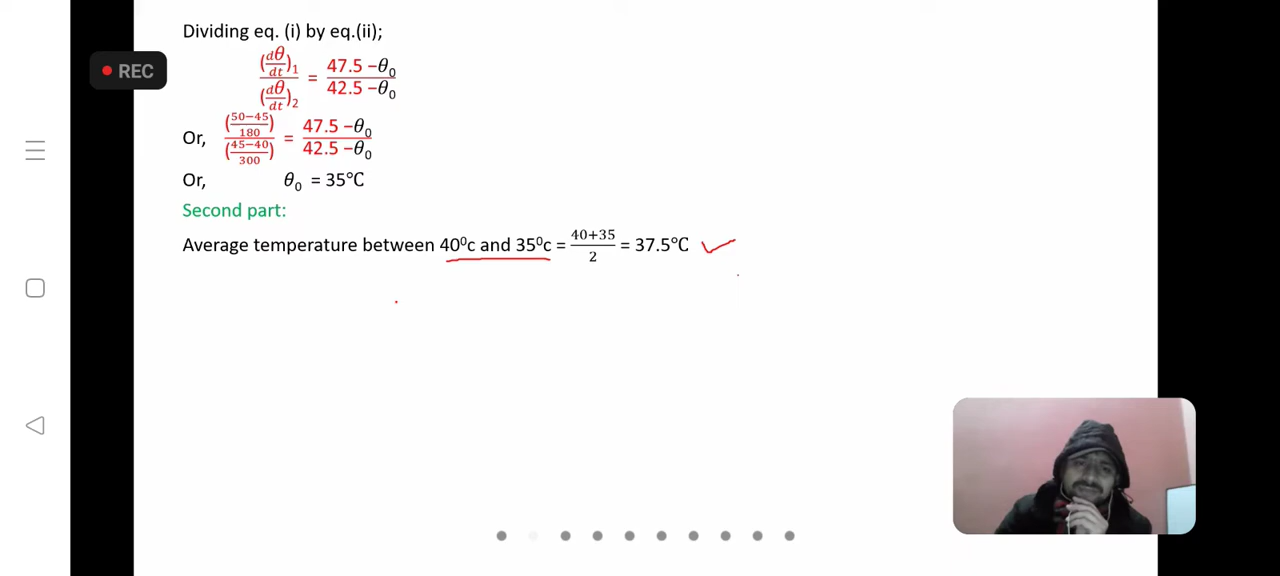 Dividing eq. (i) by eq.(ii);
REC
(dθ/dt)₁ / (dθ/dt)₂ = (47.5 −θ₀) / (42.5 −θ₀)
Or, ((50−45)/180) / ((45−40)/300) = (47.5 −θ₀) / (42.5 −θ₀)
Or, θ₀ = 35°C
Second part:
Average temperature between 40⁰c and 35⁰c = (40+35)/2 = 37.5°C